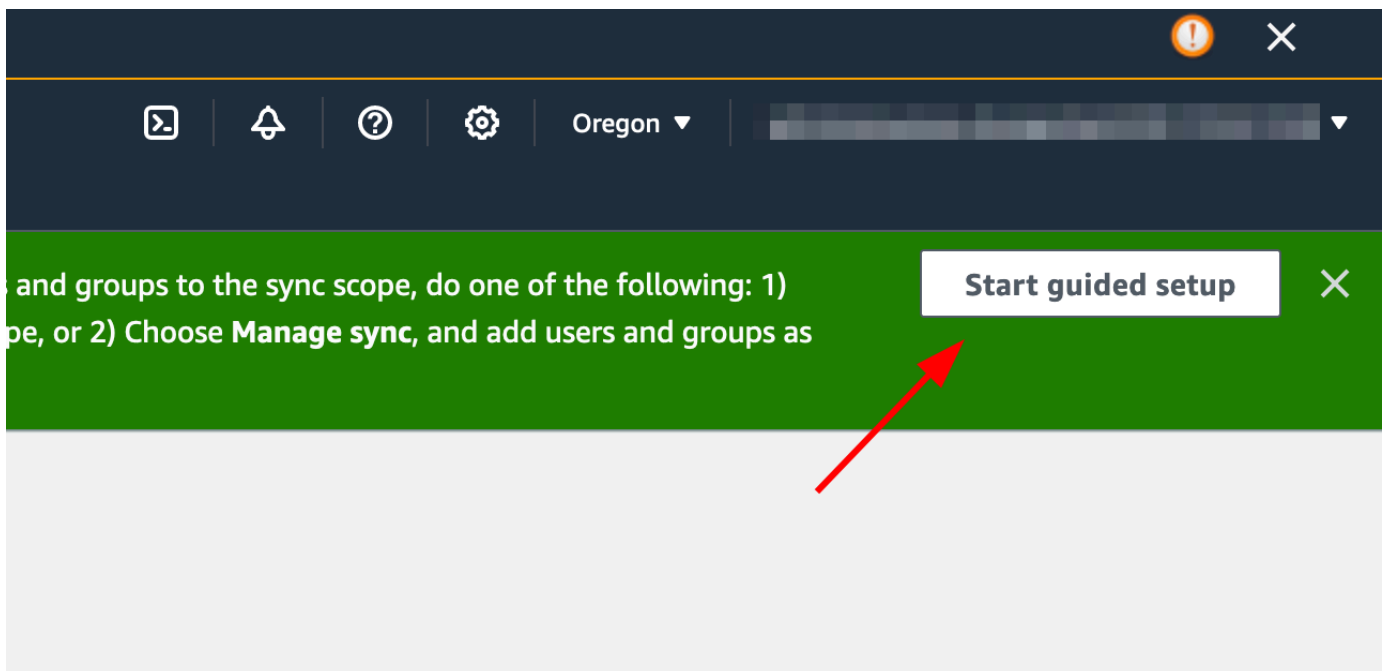 Oregon
and groups to the sync scope, do one of the following: 1)
Start guided setup
pe, or 2) Choose Manage sync, and add users and groups as